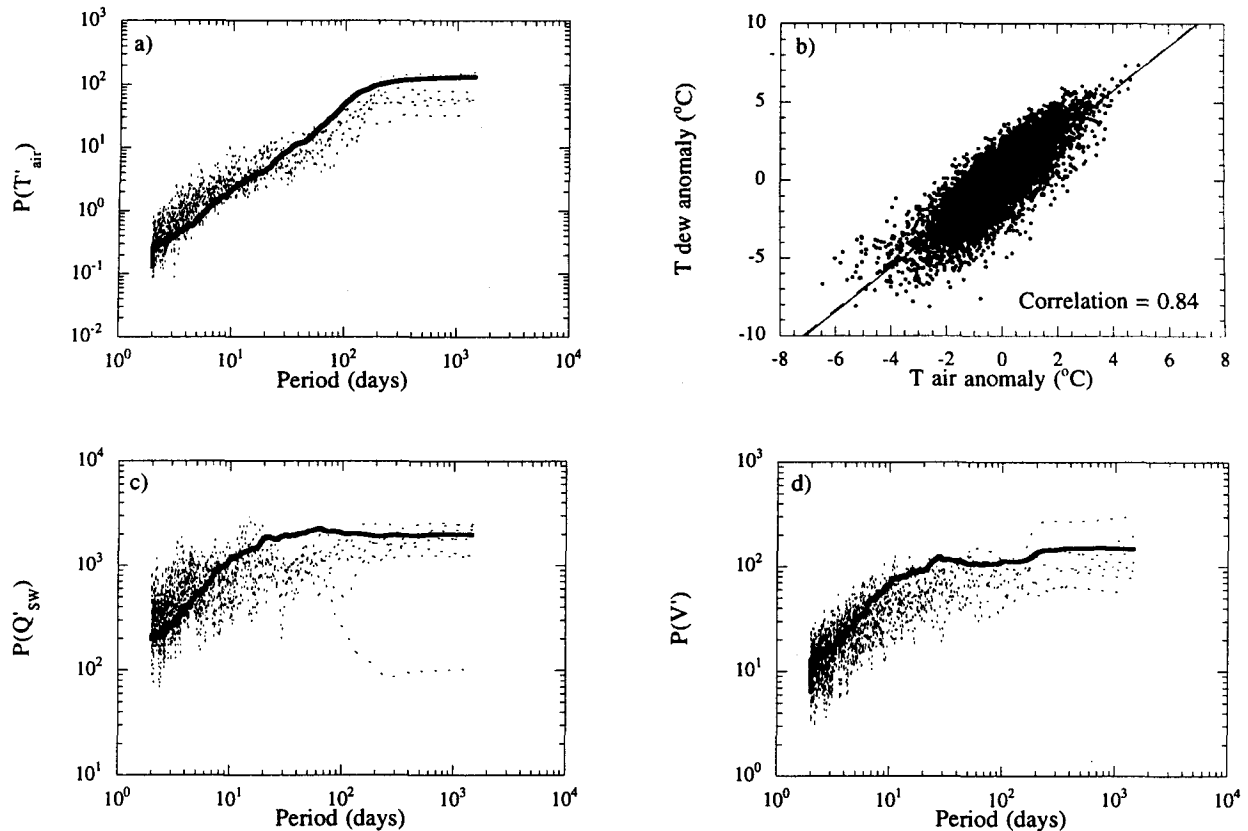 a)
10³
10²
10¹
10⁰
10⁻¹
10⁻²
P(T'air)
10⁰ 10¹ 10² 10³ 10⁴
Period (days)
b)
10
5
0
-5
-10
T dew anomaly (°C)
Correlation = 0.84
-8 -6 -4 -2 0 2 4 6 8
T air anomaly (°C)
c)
10⁴
10³
10²
10¹
P(Q'sw)
10⁰ 10¹ 10² 10³ 10⁴
Period (days)
d)
10³
10²
10¹
10⁰
P(V')
10⁰ 10¹ 10² 10³ 10⁴
Period (days)